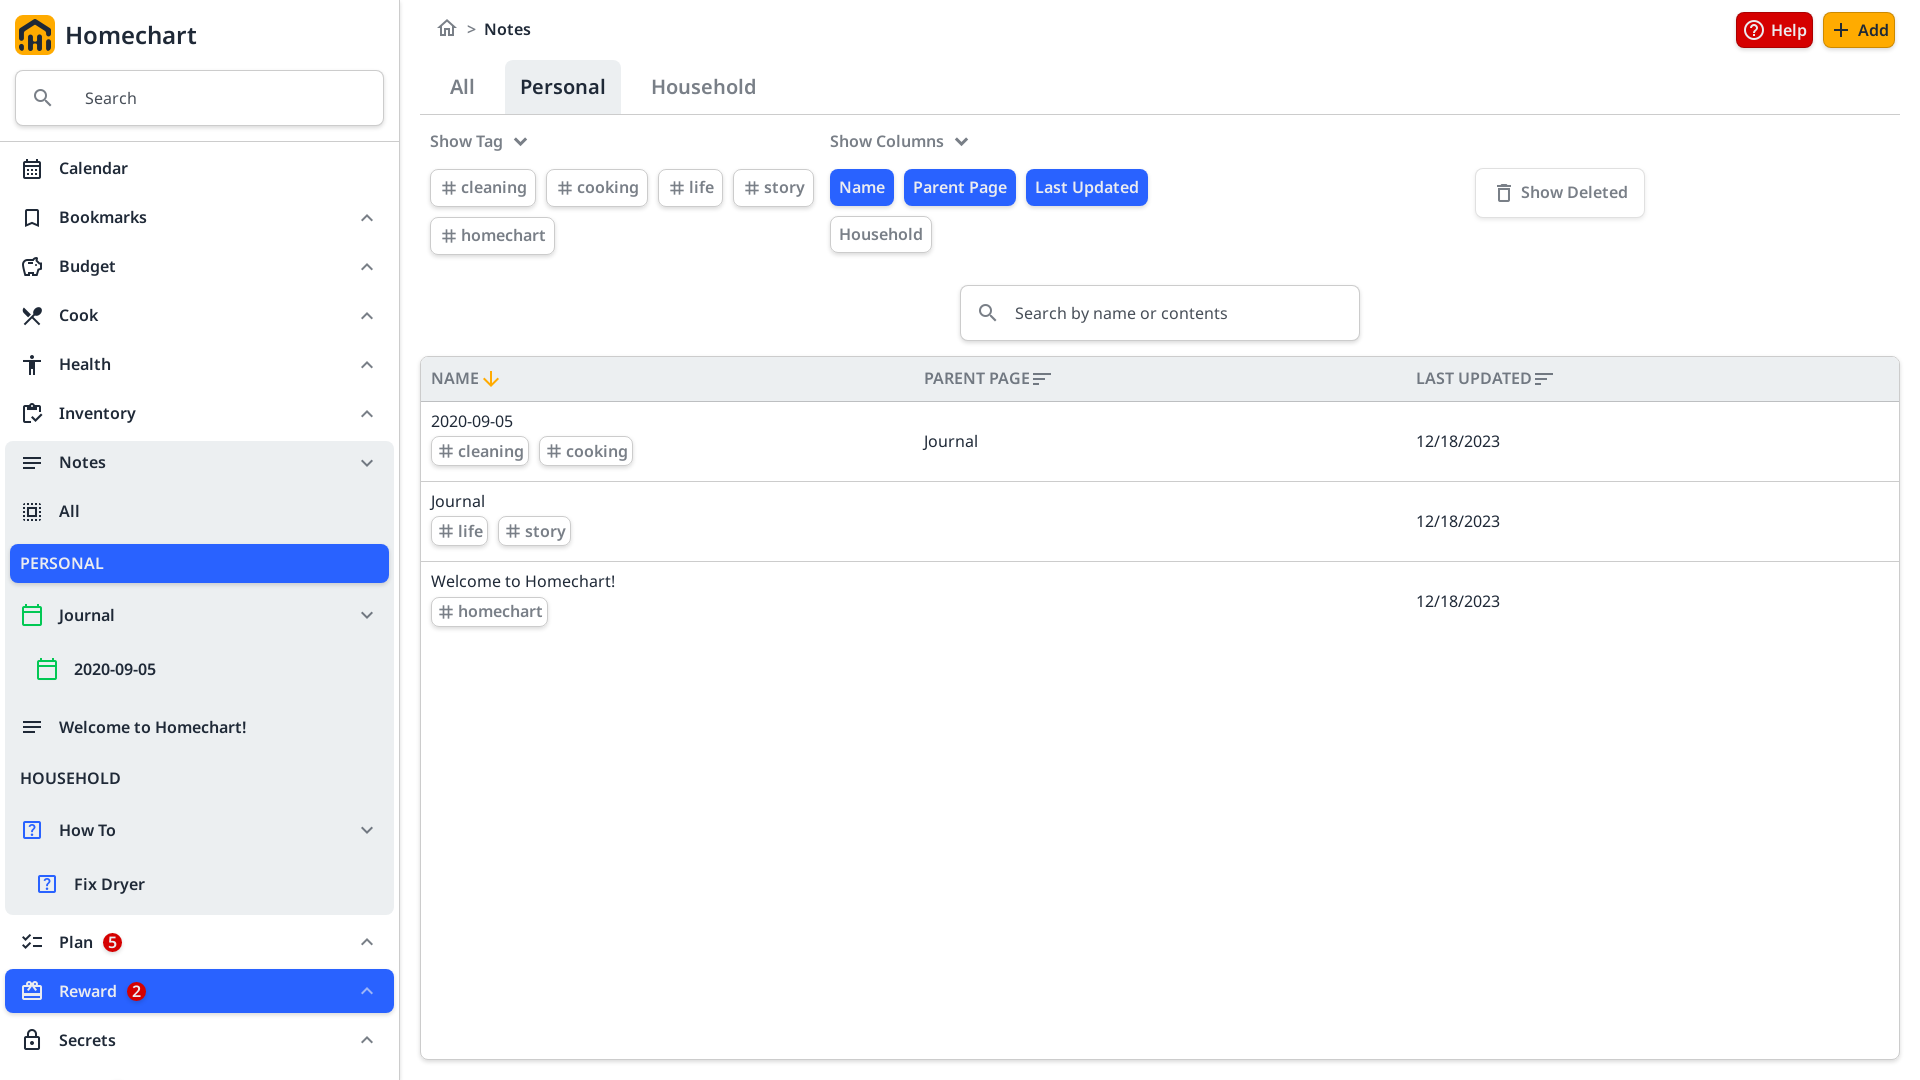 Homechart
Search
Calendar
Bookmarks
Budget
Cook
Health
Inventory
Notes
All
PERSONAL
Journal
2020-09-05
Welcome to Homechart!
HOUSEHOLD
How To
Fix Dryer
Plan 5
Reward 2
Secrets
> Notes
Help
Add
All Personal Household
Show Tag
# cleaning # cooking # life # story
# homechart
Show Columns
Name Parent Page Last Updated
Household
Show Deleted
Search by name or contents
NAME PARENT PAGE LAST UPDATED
2020-09-05
# cleaning # cooking
Journal
12/18/2023
Journal
# life # story
12/18/2023
Welcome to Homechart!
# homechart
12/18/2023